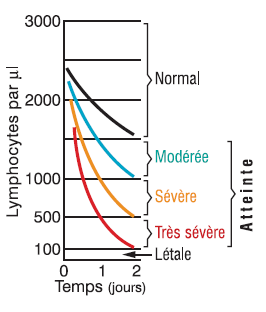 Lymphocytes par µl
3000
2000
1000
500
100
0 1 2
Temps (jours)
Normal
Modérée
Sévère
Très sévère
Létale
Atteinte